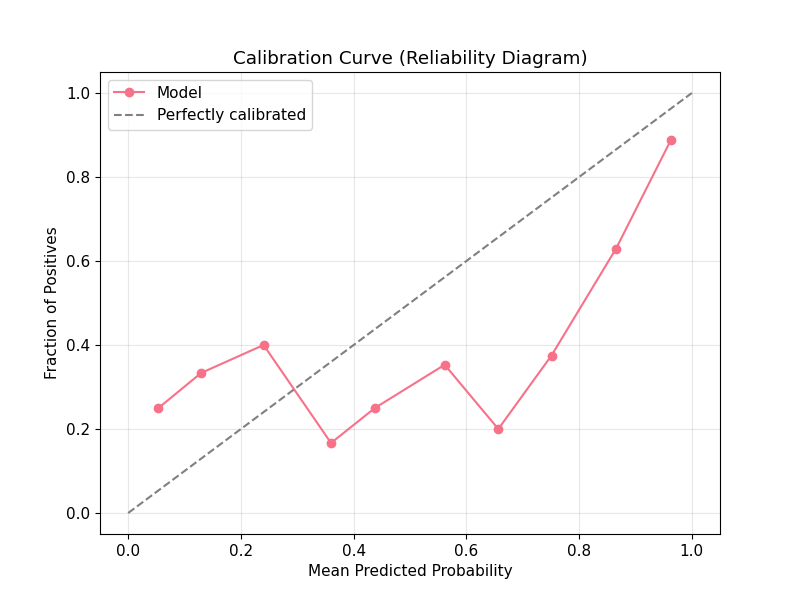 Calibration Curve (Reliability Diagram)
Model
Perfectly calibrated
Fraction of Positives
1.0
0.8
0.6
0.4
0.2
0.0
0.0 0.2 0.4 0.6 0.8 1.0
Mean Predicted Probability